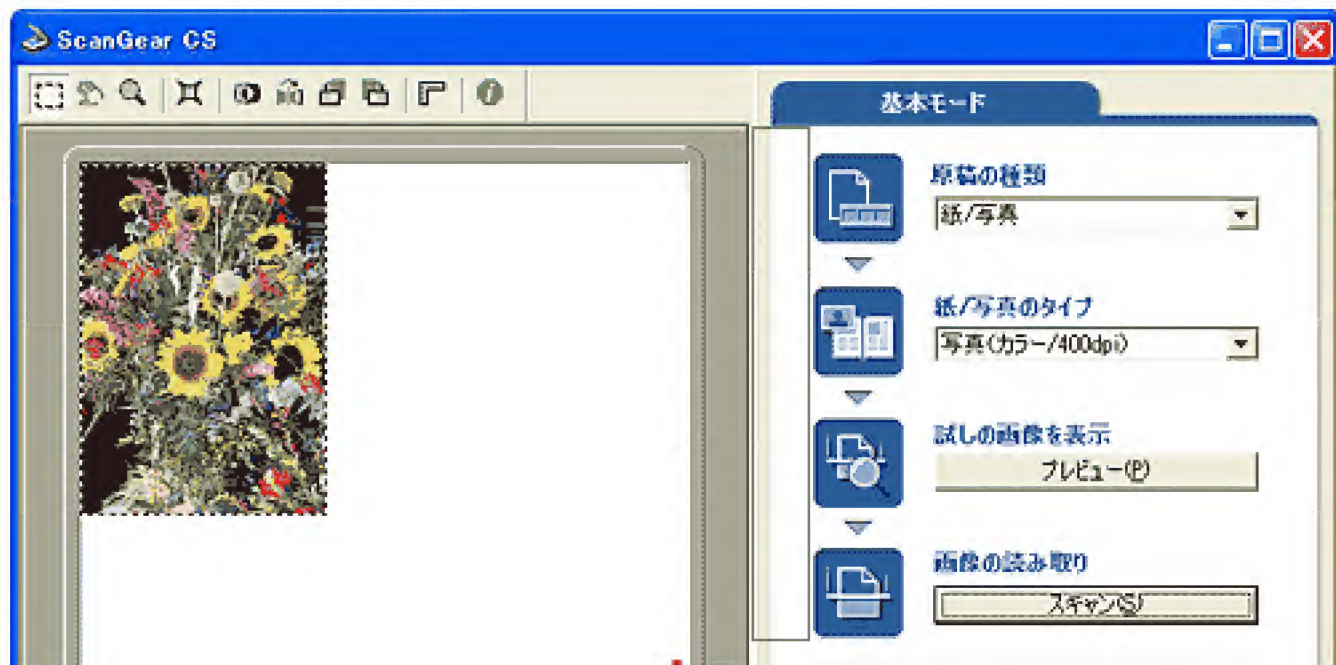 ScanGear CS
基本モード
原稿の種類
紙/写真
紙/写真のタイプ
写真(カラー/400dpi)
試しの画像を表示
プレビュー(P)
画像の読み取り
スキャン(S)